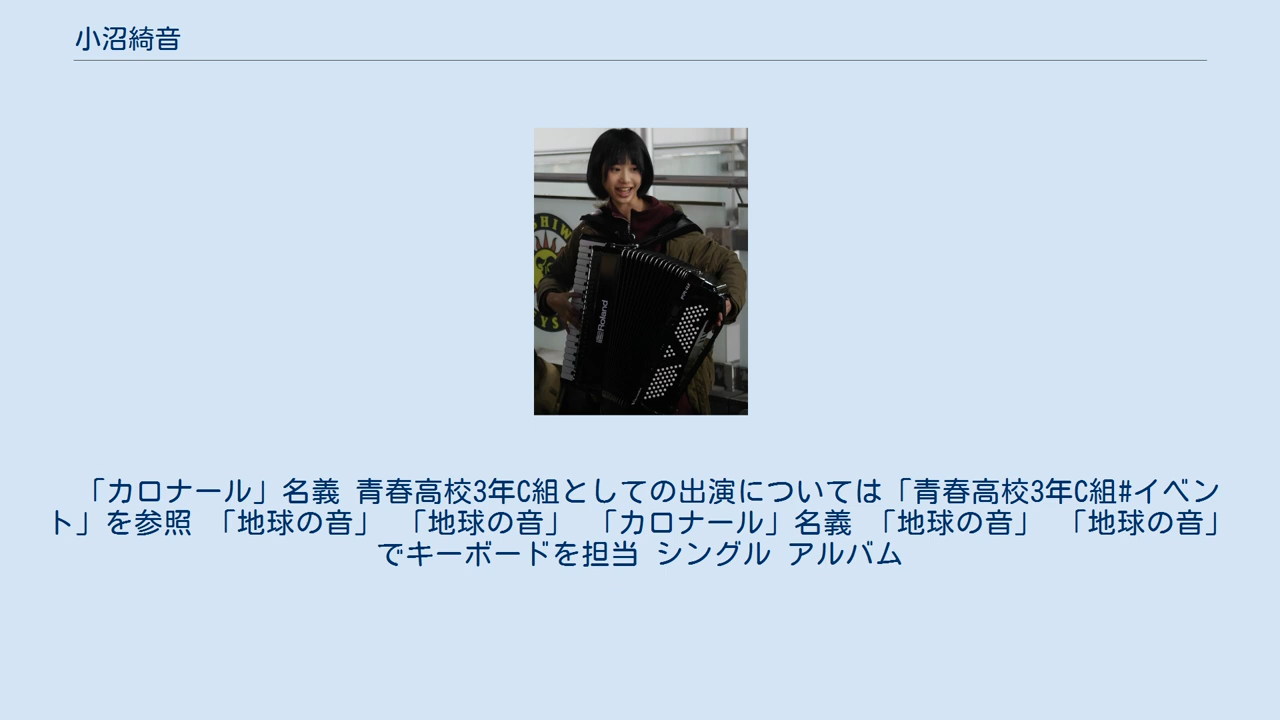 小沼綺音
SHIW
YS
Roland
「カロナール」名義 青春高校3年C組としての出演については「青春高校3年C組#イベン
ト」を参照 「地球の音」 「地球の音」 「カロナール」名義 「地球の音」 「地球の音」
でキーボードを担当 シングル アルバム